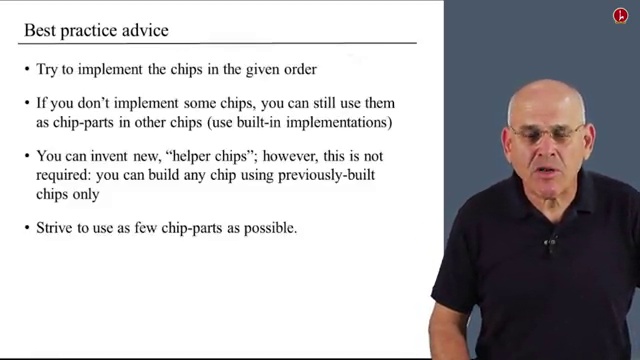 Best practice advice
• Try to implement the chips in the given order
• If you don't implement some chips, you can still use them
as chip-parts in other chips (use built-in implementations)
• You can invent new, "helper chips"; however, this is not
required: you can build any chip using previously-built
chips only
• Strive to use as few chip-parts as possible.